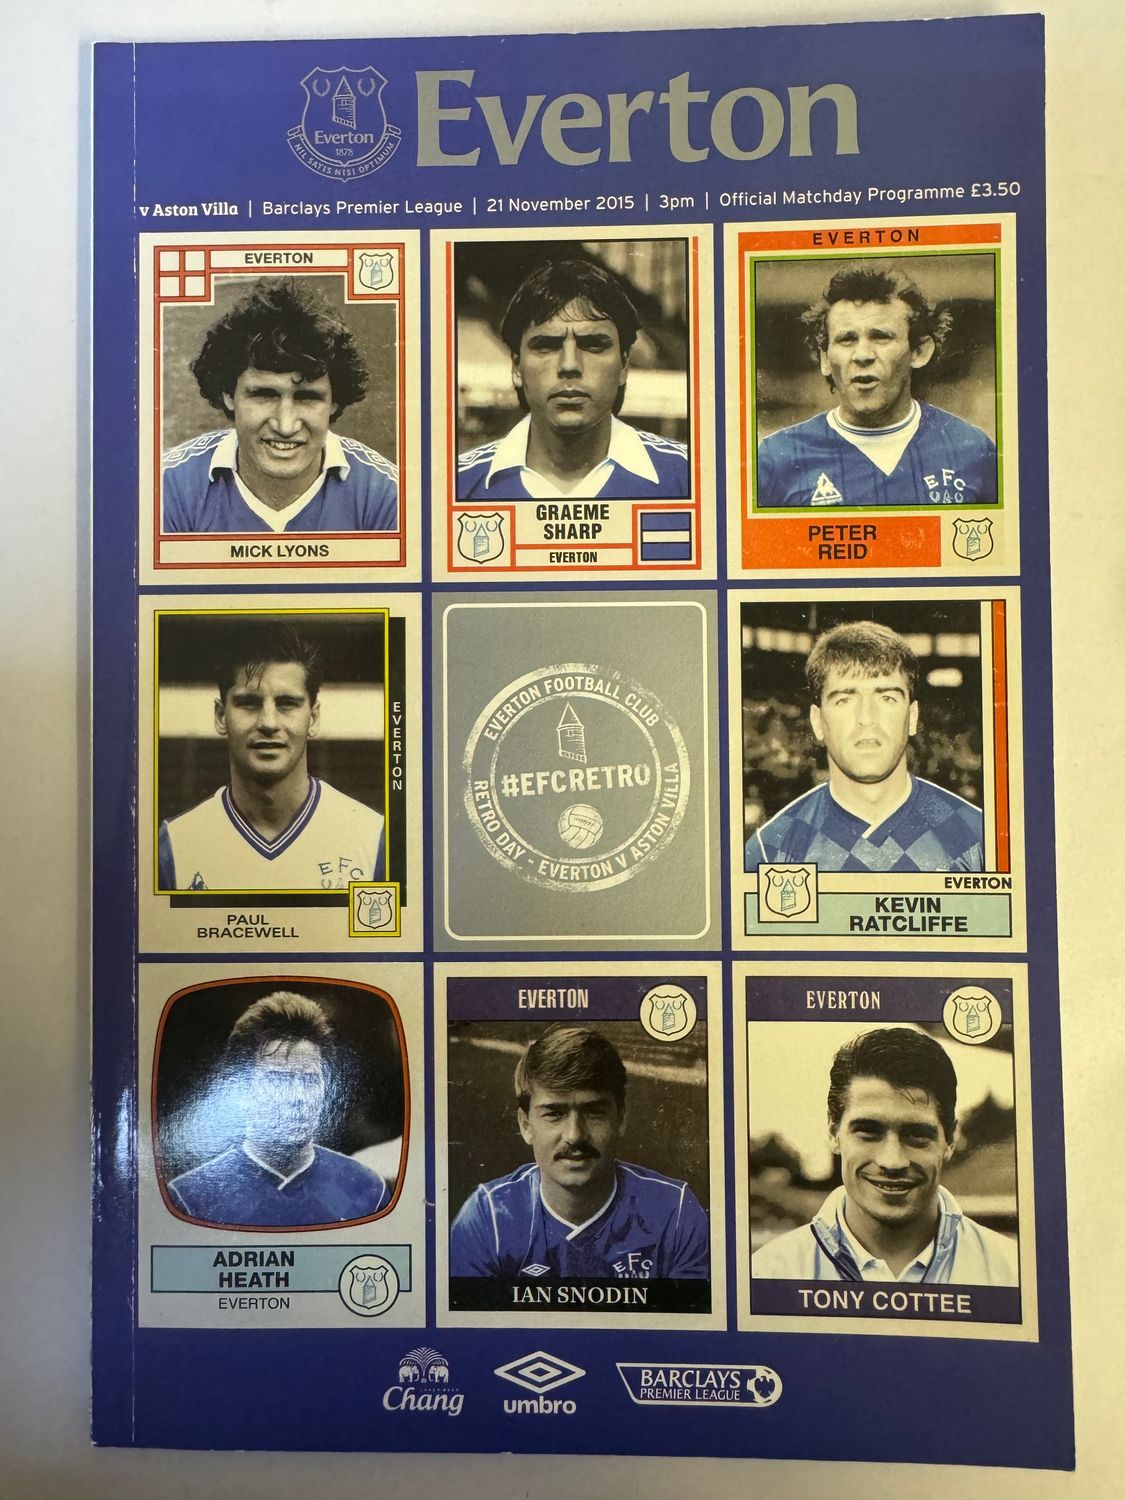 Everton
Everton
1878
NIL SATIS NISI OPTIMUM
v Aston Villa | Barclays Premier League | 21 November 2015 | 3pm | Official Matchday Programme £3.50
EVERTON
MICK LYONS
GRAEME
SHARP
EVERTON
EVERTON
EFC
PETER
REID
EVERTON
EFC
PAUL
BRACEWELL
EVERTON FOOTBALL CLUB
#EFCRETRO
RETRO DAY - EVERTON V ASTON VILLA
EVERTON
KEVIN
RATCLIFFE
ADRIAN
HEATH
EVERTON
EVERTON
EFC
IAN SNODIN
EVERTON
TONY COTTEE
Chang
umbro
BARCLAYS
PREMIER LEAGUE